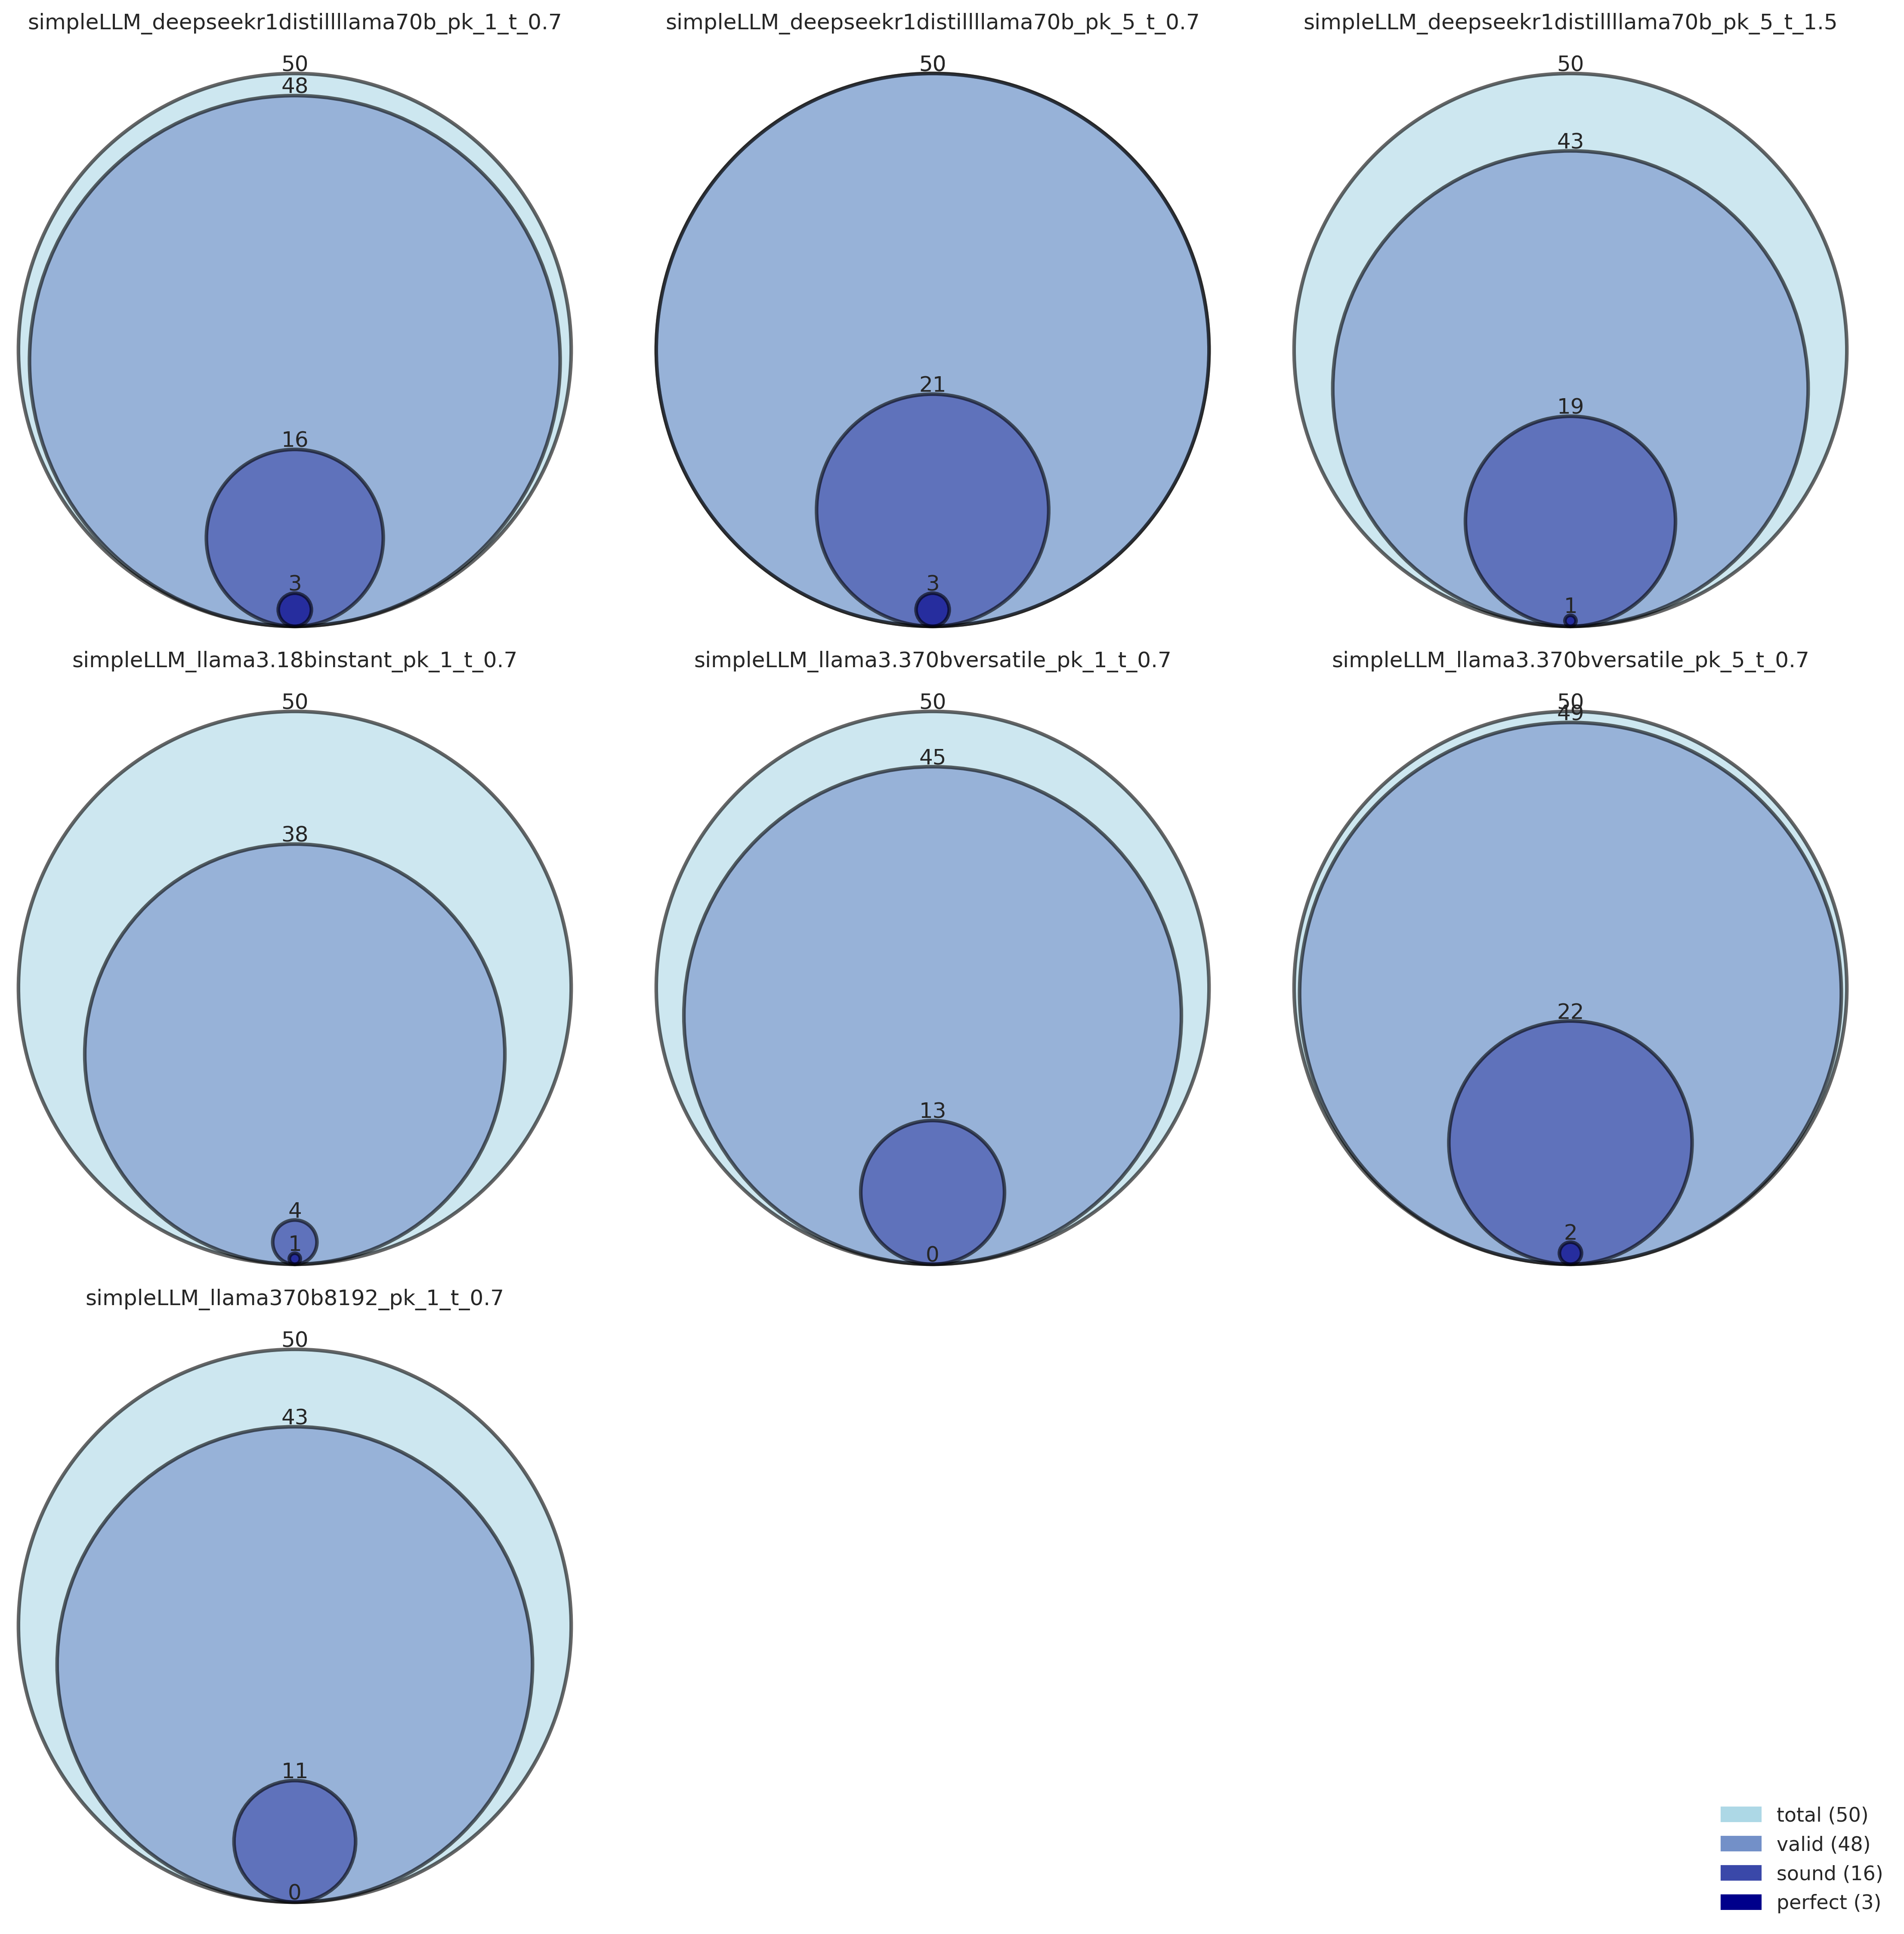 simpleLLM_deepseekr1distillllama70b_pk_1_t_0.7
50
48
16
3
simpleLLM_deepseekr1distillllama70b_pk_5_t_0.7
50
21
3
simpleLLM_deepseekr1distillllama70b_pk_5_t_1.5
50
43
19
1
simpleLLM_llama3.18binstant_pk_1_t_0.7
50
38
4
1
simpleLLM_llama3.370bversatile_pk_1_t_0.7
50
45
13
0
simpleLLM_llama3.370bversatile_pk_5_t_0.7
50
49
22
2
simpleLLM_llama370b8192_pk_1_t_0.7
50
43
11
0
total (50)
valid (48)
sound (16)
perfect (3)